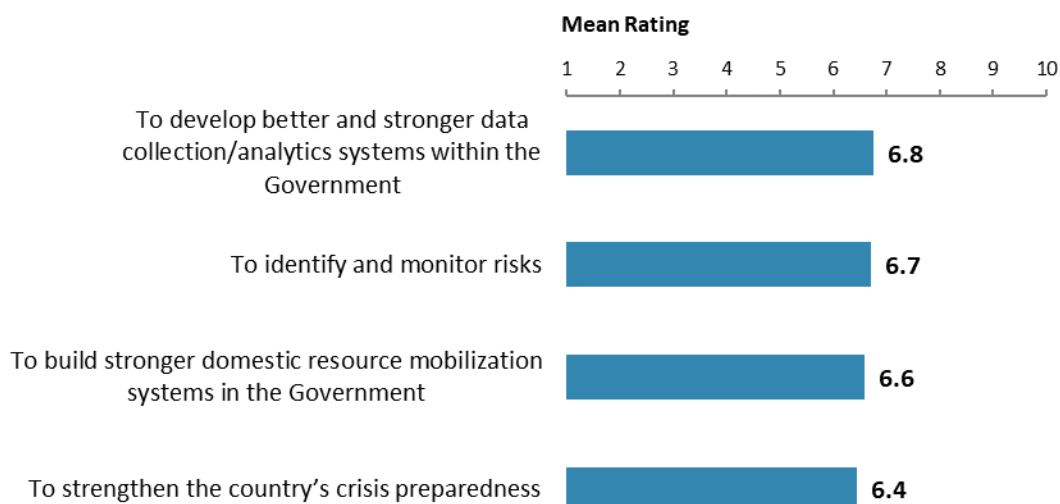 Mean Rating
1 2 3 4 5 6 7 8 9 10
To develop better and stronger data
collection/analytics systems within the
Government
6.8
To identify and monitor risks
6.7
To build stronger domestic resource mobilization
systems in the Government
6.6
To strengthen the country’s crisis preparedness
6.4